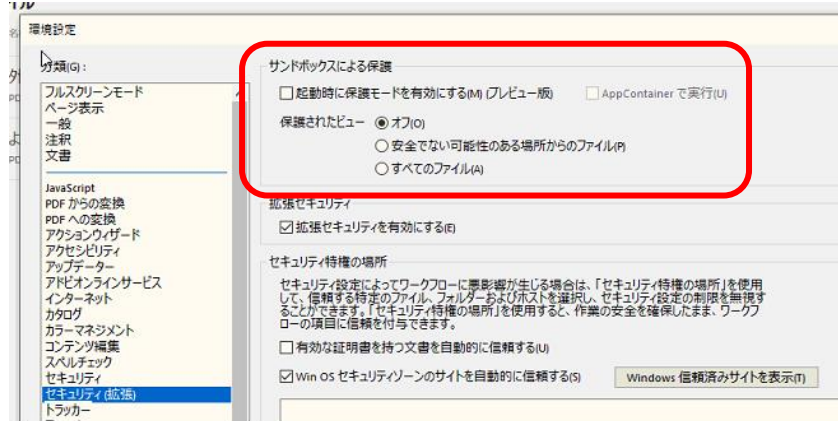 環境設定
分類(G):
フルスクリーンモード
ページ表示
一般
注釈
文書
JavaScript
PDF からの変換
PDF への変換
アクションウィザード
アクセシビリティ
アップデーター
アドビオンラインサービス
インターネット
カタログ
カラーマネジメント
コンテンツ編集
スペルチェック
セキュリティ
セキュリティ (拡張)
トラッカー
サンドボックスによる保護
起動時に保護モードを有効にする(M) (プレビュー版) AppContainer で実行(U)
保護されたビュー オフ(O)
安全でない可能性のある場所からのファイル(P)
すべてのファイル(A)
拡張セキュリティ
拡張セキュリティを有効にする(E)
セキュリティ特権の場所
セキュリティ設定によってワークフローに悪影響が生じる場合は、「セキュリティ特権の場所」を使用
して、信頼する特定のファイル、フォルダーおよびホストを選択し、セキュリティ設定の制限を無視す
ることができます。「セキュリティ特権の場所」を使用すると、作業の安全を確保したまま、ワークフ
ローの項目に信頼を付与できます。
有効な証明書を持つ文書を自動的に信頼する(U)
Win OS セキュリティゾーンのサイトを自動的に信頼する(S) Windows 信頼済みサイトを表示(T)